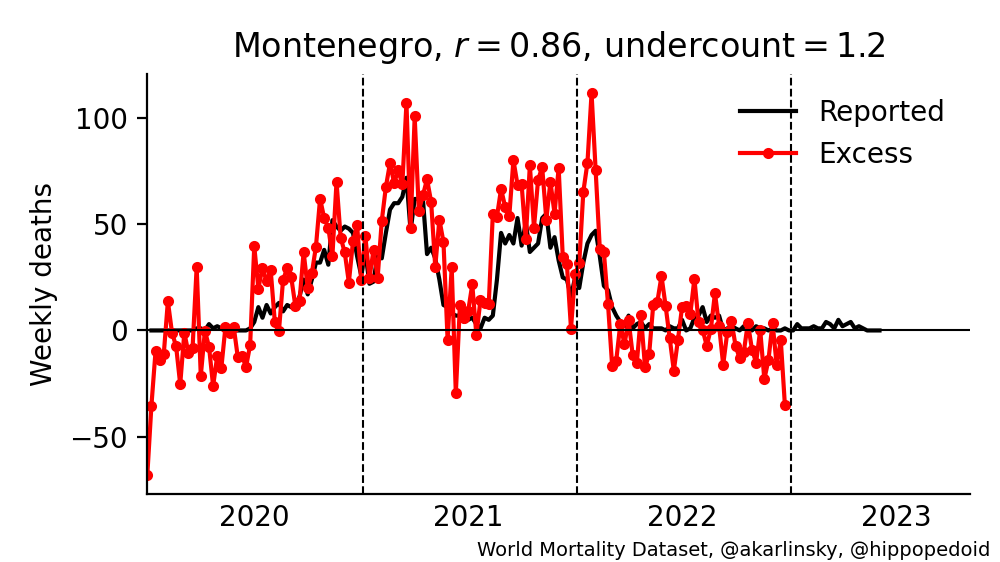 Montenegro, r = 0.86, undercount = 1.2
Reported
Excess
Weekly deaths
100
50
0
−50
2020 2021 2022 2023
World Mortality Dataset, @akarlinsky, @hippopedoid